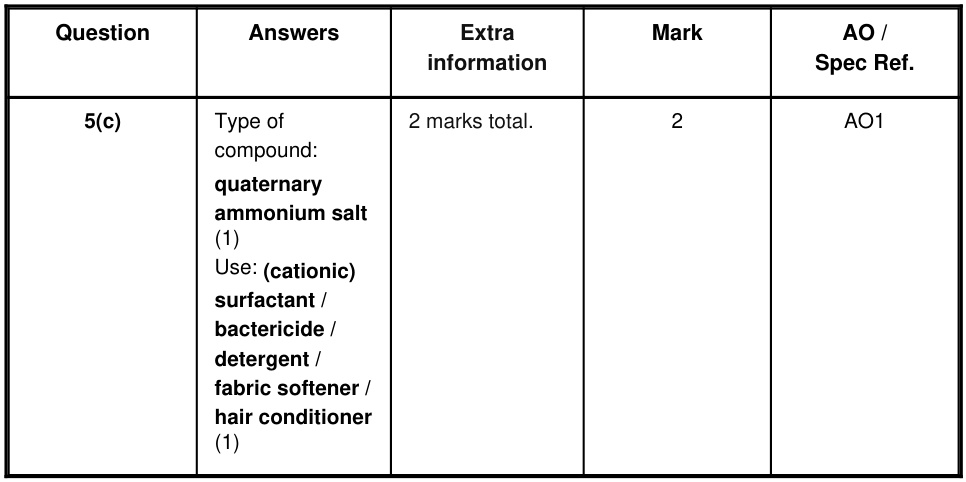 Question Answers Extra information Mark AO / Spec Ref.
5(c)
Type of
compound:
quaternary
ammonium salt
(1)
Use: (cationic)
surfactant /
bactericide /
detergent /
fabric softener /
hair conditioner
(1)
2 marks total.
2
AO1